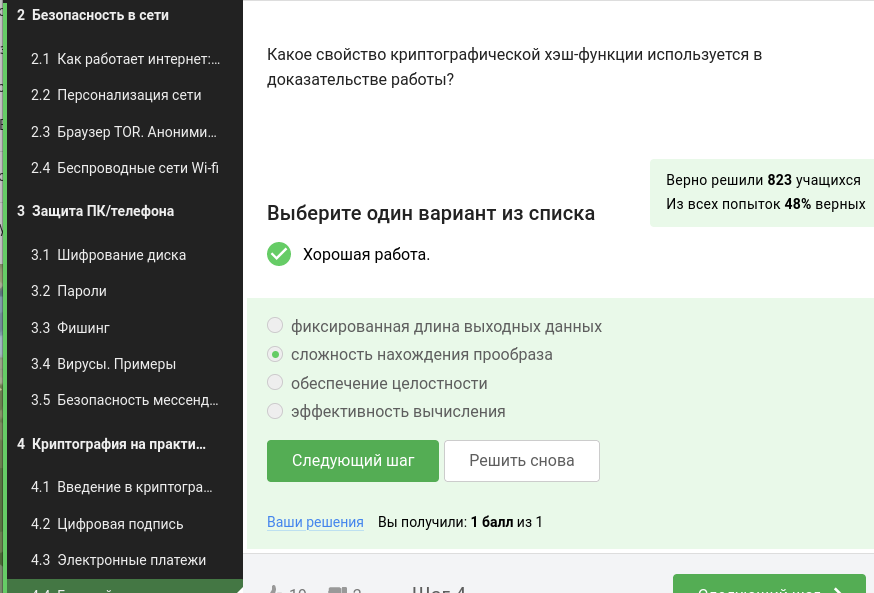 2 Безопасность в сети
2.1 Как работает интернет:...
2.2 Персонализация сети
2.3 Браузер TOR. Аноними...
2.4 Беспроводные сети Wi-fi
3 Защита ПК/телефона
3.1 Шифрование диска
3.2 Пароли
3.3 Фишинг
3.4 Вирусы. Примеры
3.5 Безопасность мессенд...
4 Криптография на практи...
4.1 Введение в криптогра...
4.2 Цифровая подпись
4.3 Электронные платежи
Какое свойство криптографической хэш-функции используется в
доказательстве работы?
Верно решили 823 учащихся
Из всех попыток 48% верных
Выберите один вариант из списка
Хорошая работа.
фиксированная длина выходных данных
сложность нахождения прообраза
обеспечение целостности
эффективность вычисления
Следующий шаг
Решить снова
Ваши решения Вы получили: 1 балл из 1
Шаг 4
Следующий шаг